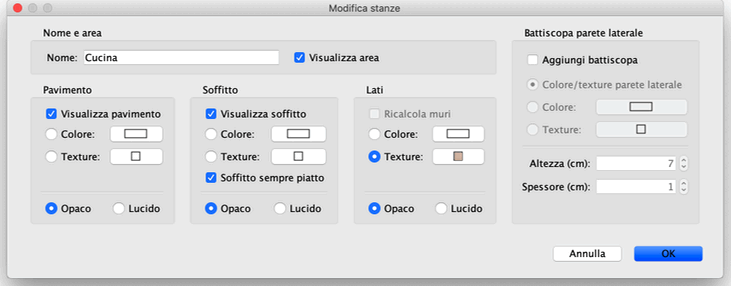 Modifica stanze
Nome e area
Nome: Cucina
Visualizza area
Pavimento
Visualizza pavimento
Colore:
Texture:
Opaco
Lucido
Soffitto
Visualizza soffitto
Colore:
Texture:
Soffitto sempre piatto
Opaco
Lucido
Lati
Ricalcola muri
Colore:
Texture:
Opaco
Lucido
Battiscopa parete laterale
Aggiungi battiscopa
Colore/texture parete laterale
Colore:
Texture:
Altezza (cm): 7
Spessore (cm): 1
Annulla
OK